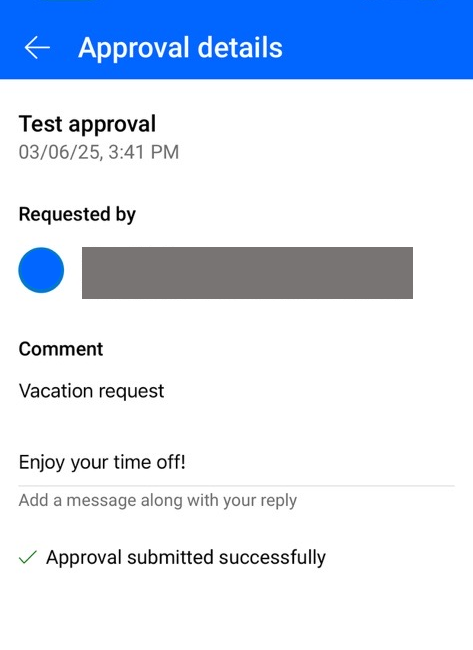 Approval details
Test approval
03/06/25, 3:41 PM
Requested by
Comment
Vacation request
Enjoy your time off!
Add a message along with your reply
Approval submitted successfully